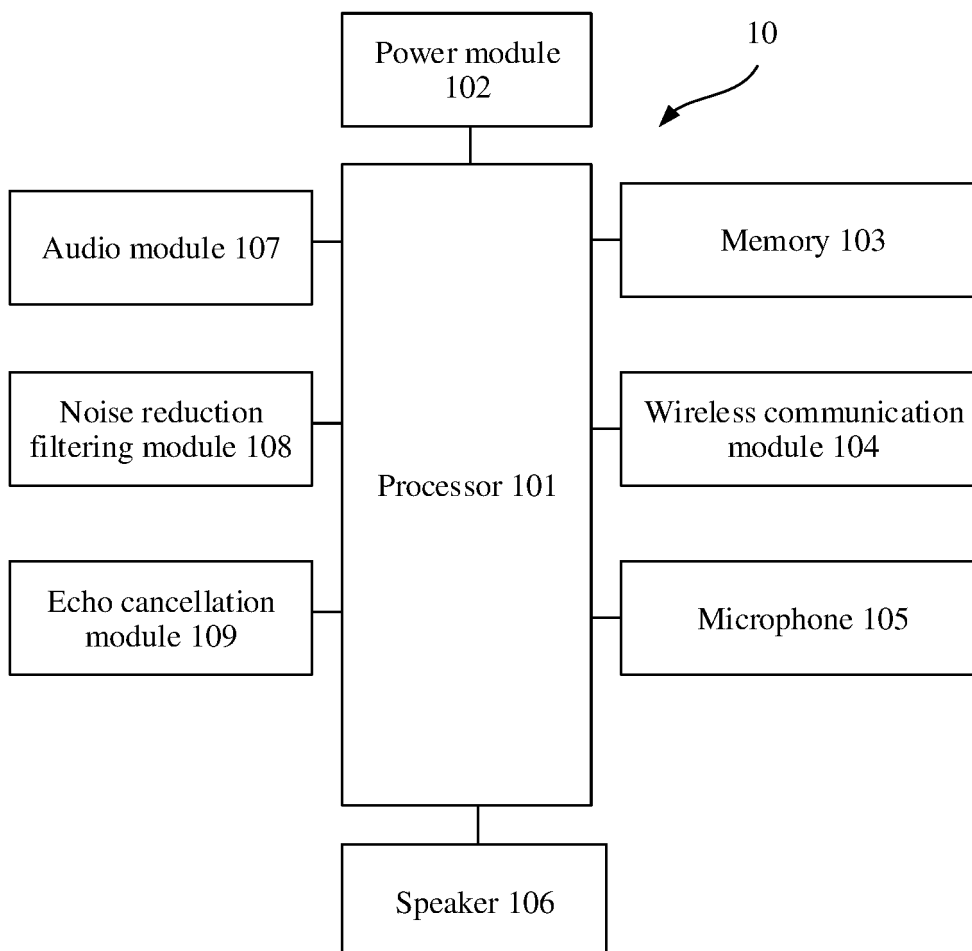 Power module
102
10
Audio module 107
Memory 103
Noise reduction
filtering module 108
Wireless communication
module 104
Processor 101
Echo cancellation
module 109
Microphone 105
Speaker 106